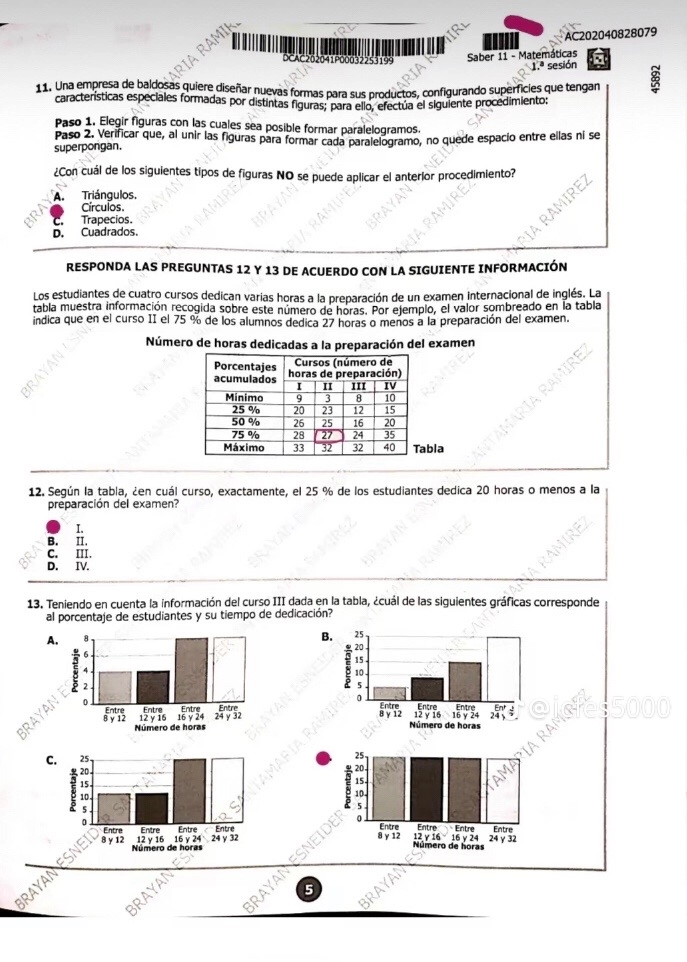 AC202040828079
DCAC202041P00032253199
Saber 11 - Matemáticas
1.ª sesión
45892
11. Una empresa de baldosas quiere diseñar nuevas formas para sus productos, configurando superficies que tengan
características especiales formadas por distintas figuras; para ello, efectúa el siguiente procedimiento:
Paso 1. Elegir figuras con las cuales sea posible formar paralelogramos.
Paso 2. Verificar que, al unir las figuras para formar cada paralelogramo, no quede espacio entre ellas ni se
superpongan.
¿Con cuál de los siguientes tipos de figuras NO se puede aplicar el anterior procedimiento?
A. Triángulos.
Círculos.
C. Trapecios.
D. Cuadrados.
RESPONDA LAS PREGUNTAS 12 Y 13 DE ACUERDO CON LA SIGUIENTE INFORMACIÓN
Los estudiantes de cuatro cursos dedican varias horas a la preparación de un examen internacional de inglés. La
tabla muestra información recogida sobre este número de horas. Por ejemplo, el valor sombreado en la tabla
indica que en el curso II el 75 % de los alumnos dedica 27 horas o menos a la preparación del examen.
Número de horas dedicadas a la preparación del examen
Porcentajes acumulados Cursos (número de horas de preparación)
I II III IV
Mínimo 9 3 8 10
25 % 20 23 12 15
50 % 26 25 16 20
75 % 28 27 24 35
Máximo 33 32 32 40
Tabla
12. Según la tabla, ¿en cuál curso, exactamente, el 25 % de los estudiantes dedica 20 horas o menos a la
preparación del examen?
I.
B. II.
C. III.
D. IV.
13. Teniendo en cuenta la información del curso III dada en la tabla, ¿cuál de las siguientes gráficas corresponde
al porcentaje de estudiantes y su tiempo de dedicación?
A.
Porcentaje
8
6
4
2
0
Entre 8 y 12 Entre 12 y 16 Entre 16 y 24 Entre 24 y 32
Número de horas
B.
Porcentaje
25
20
15
10
5
0
Entre 8 y 12 Entre 12 y 16 Entre 16 y 24
Número de horas
C.
Porcentaje
25
20
15
10
5
0
Entre 8 y 12 Entre 12 y 16 Entre 16 y 24 Entre 24 y 32
Número de horas
Porcentaje
25
20
15
10
5
0
Entre 8 y 12 Entre 12 y 16 Entre 16 y 24 Entre 24 y 32
Número de horas
5
BRAYAN ESNEIDER SANTAMARIA RAMIREZ